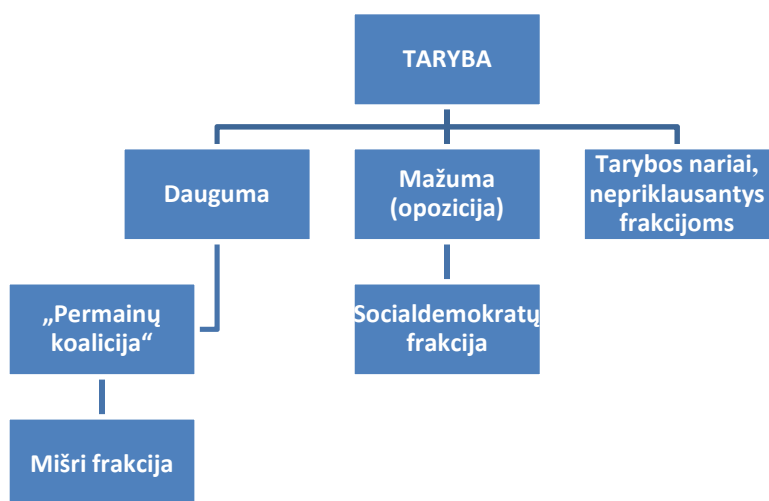 TARYBA
Dauguma
Mažuma
(opozicija)
Tarybos nariai,
nepriklausantys
frakcijoms
„Permainų
koalicija“
Socialdemokratų
frakcija
Mišri frakcija